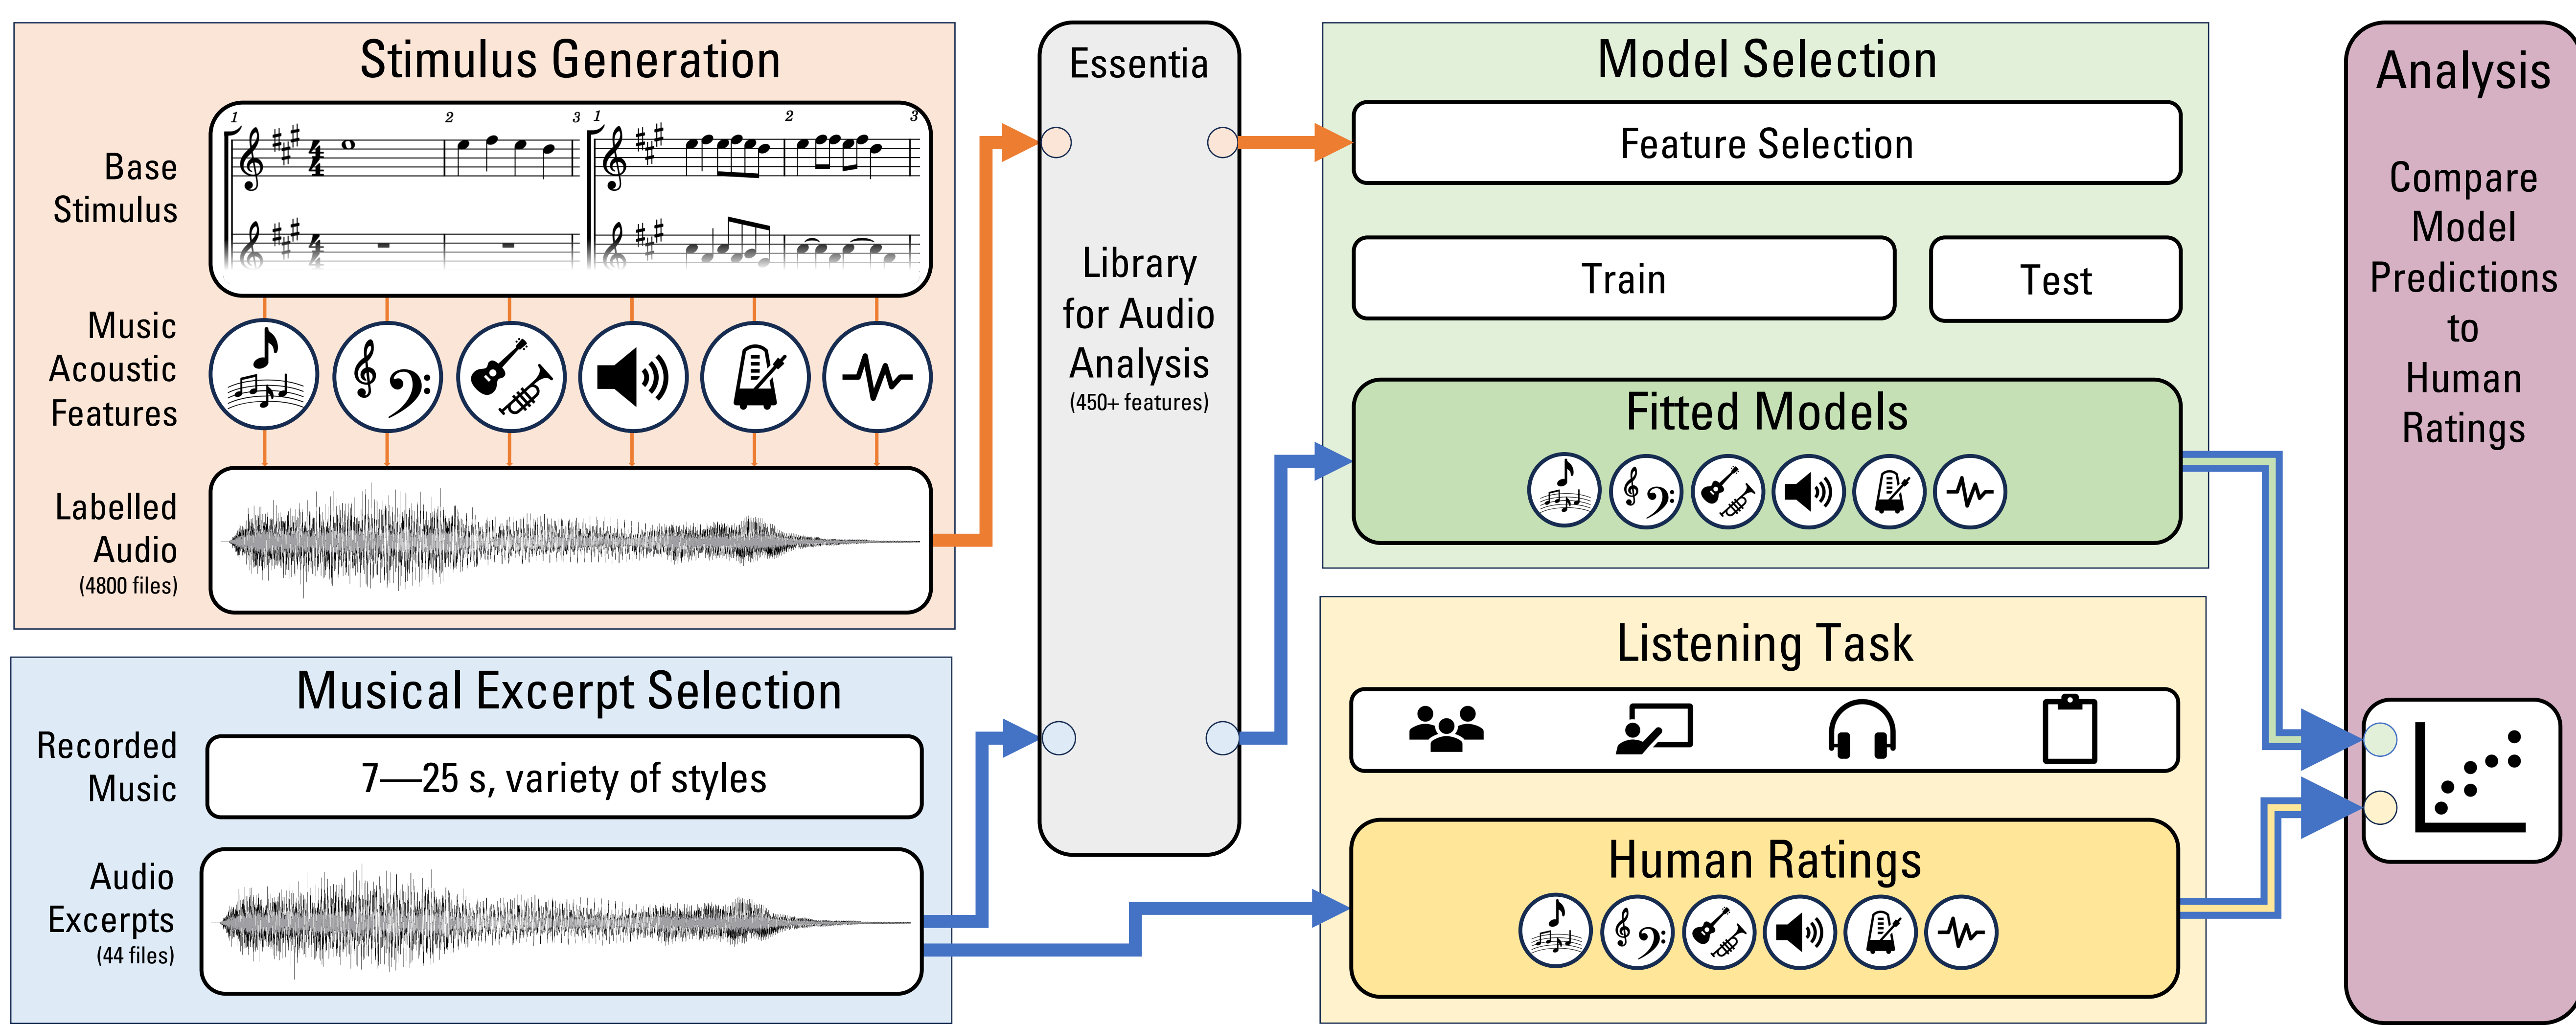 Stimulus Generation
Base
Stimulus
1 2 3 1 2 3
Music
Acoustic
Features
Labelled
Audio
(4800 files)
Musical Excerpt Selection
Recorded
Music
7—25 s, variety of styles
Audio
Excerpts
(44 files)
Essentia
Library
for Audio
Analysis
(450+ features)
Model Selection
Feature Selection
Train
Test
Fitted Models
Listening Task
Human Ratings
Analysis
Compare
Model
Predictions
to
Human
Ratings